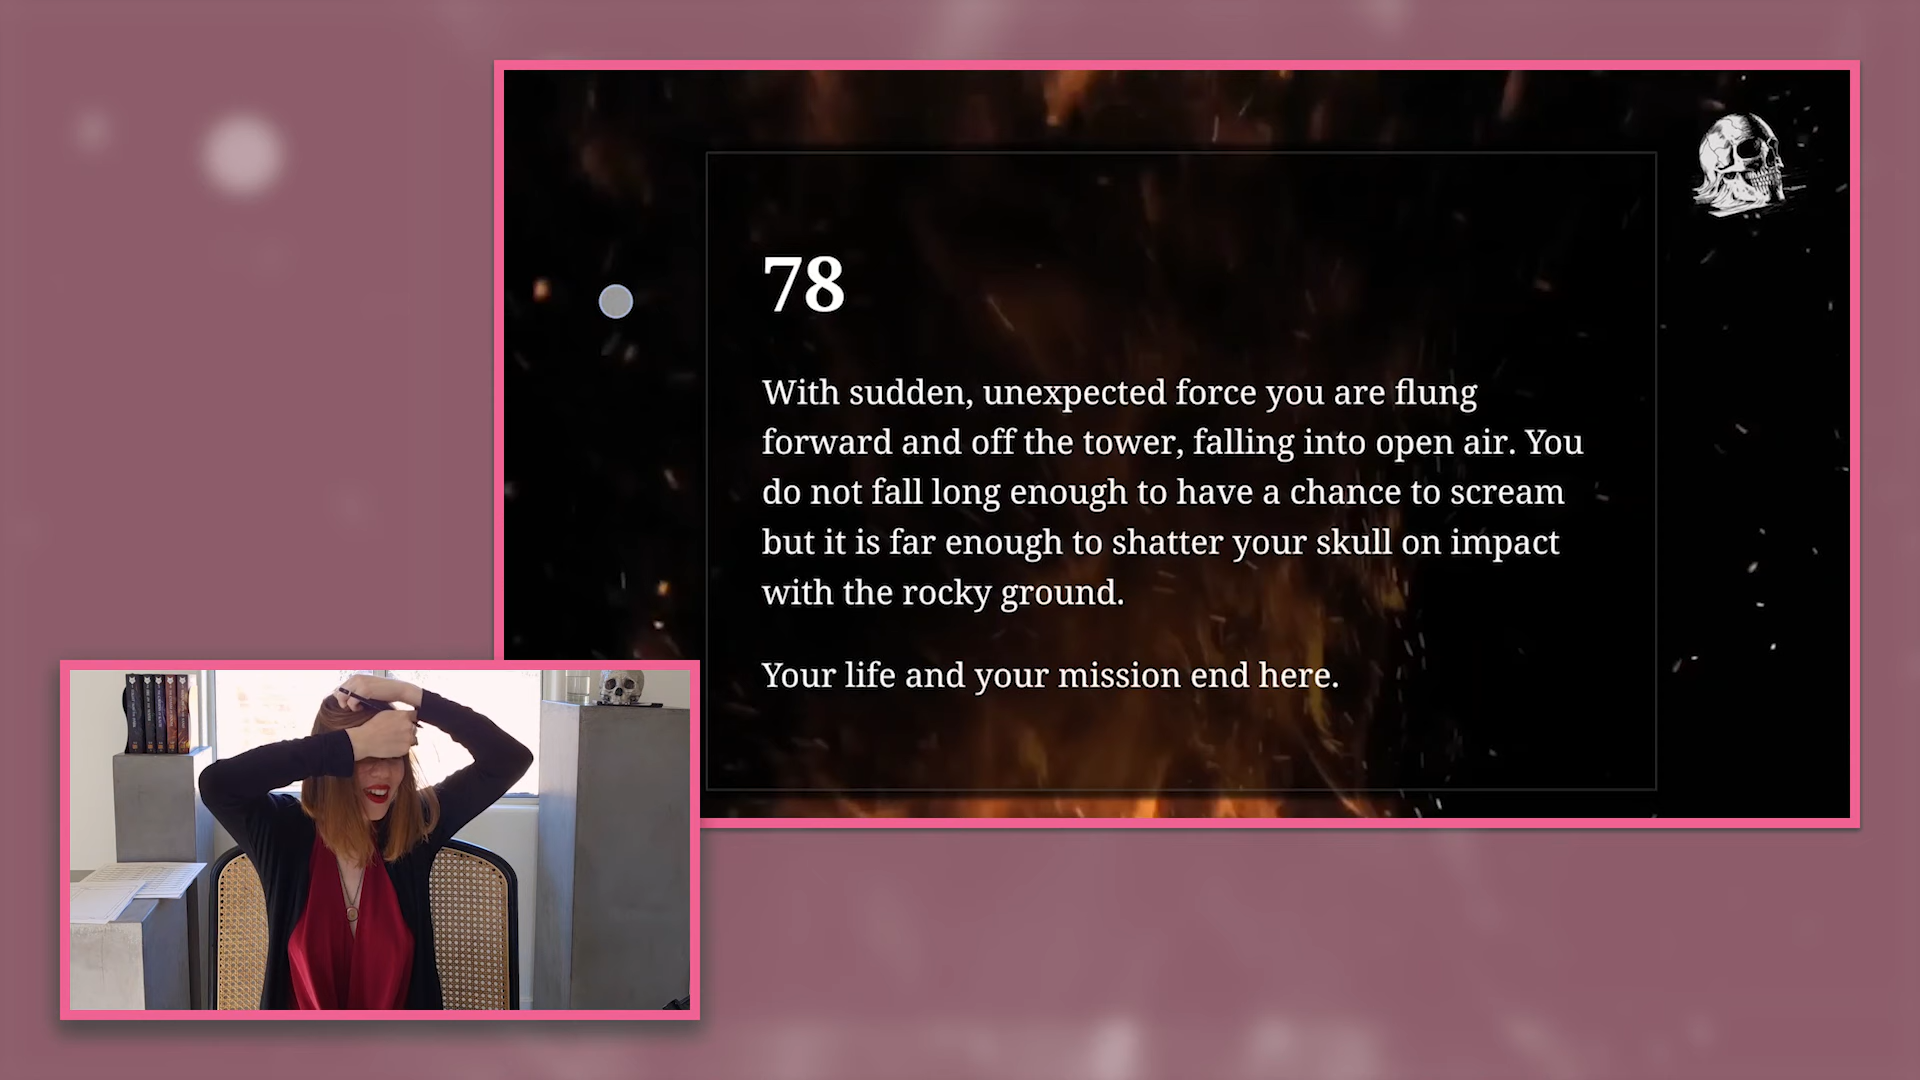 78
With sudden, unexpected force you are flung
forward and off the tower, falling into open air. You
do not fall long enough to have a chance to scream
but it is far enough to shatter your skull on impact
with the rocky ground.
Your life and your mission end here.